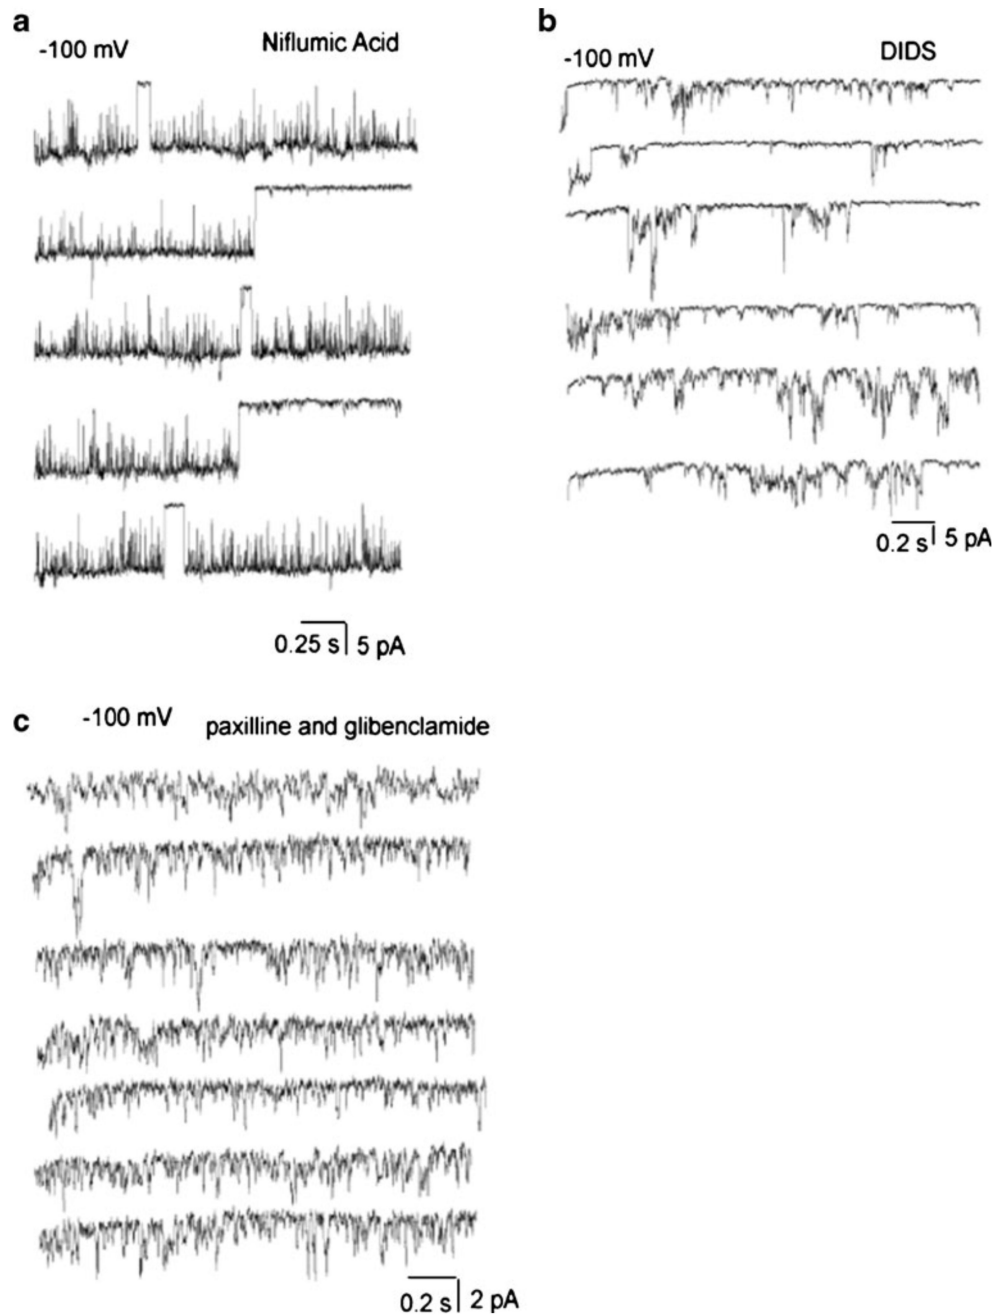 a
-100 mV
Niflumic Acid
0.25 s 5 pA
b
-100 mV
DIDS
0.2 s 5 pA
c
-100 mV
paxilline and glibenclamide
0.2 s 2 pA